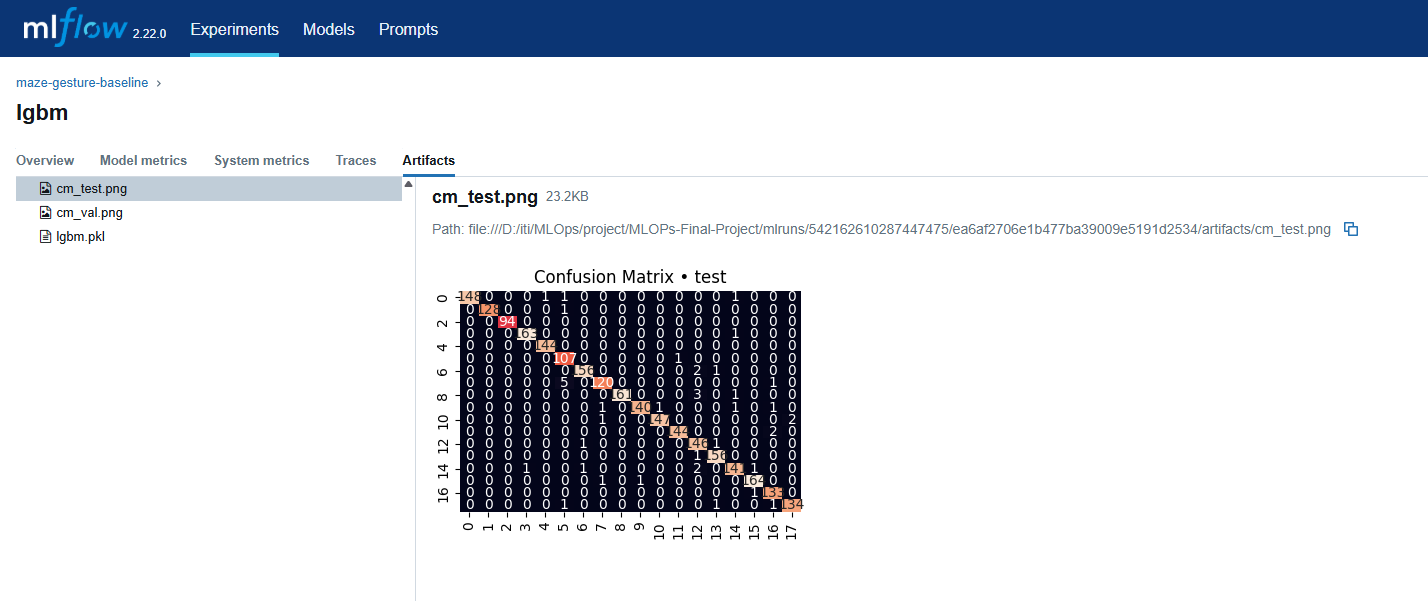 mlflow 2.22.0 Experiments Models Prompts
maze-gesture-baseline ›
lgbm
Overview Model metrics System metrics Traces Artifacts
cm_test.png
cm_val.png
lgbm.pkl
cm_test.png 23.2KB
Path: file:///D:/iti/MLOps/project/MLOPs-Final-Project/mlruns/542162610287447475/ea6af2706e1b477ba39009e5191d2534/artifacts/cm_test.png
Confusion Matrix • test
0 148 0 0 0 1 1 0 0 0 0 0 0 0 0 1 0 0 0
0 128 0 0 0 1 0 0 0 0 0 0 0 0 0 0 0 0
2 0 0 94 0 0 0 0 0 0 0 0 0 0 0 0 0 0 0
0 0 0 163 0 0 0 0 0 0 0 0 0 0 1 0 0 0
4 0 0 0 0 144 0 0 0 0 0 0 0 0 0 0 0 0 0
0 0 0 0 0 107 0 0 0 0 0 1 0 0 0 0 0 0
6 0 0 0 0 0 0 156 0 0 0 0 0 2 1 0 0 0 0
0 0 0 0 0 5 0 120 0 0 0 0 0 0 0 0 1 0
8 0 0 0 0 0 0 0 0 161 0 0 0 3 0 1 0 0 0
0 0 0 0 0 0 0 1 0 140 1 0 0 0 1 0 1 0
10 0 0 0 0 0 0 0 1 0 0 147 0 0 0 0 0 0 2
0 0 0 0 0 0 0 0 0 0 0 144 0 0 0 0 2 0
12 0 0 0 0 0 0 1 0 0 0 0 0 146 1 0 0 0 0
0 0 0 0 0 0 0 0 0 0 0 0 1 156 0 0 0 0
14 0 0 0 1 0 0 1 0 0 0 0 0 2 0 141 1 0 0
0 0 0 0 0 0 0 1 0 1 0 0 0 0 0 164 0 0
16 0 0 0 0 0 0 0 0 0 0 0 0 0 0 0 1 133 0
0 0 0 0 0 1 0 0 0 0 0 0 0 1 0 0 1 134
0 1 2 3 4 5 6 7 8 9 10 11 12 13 14 15 16 17